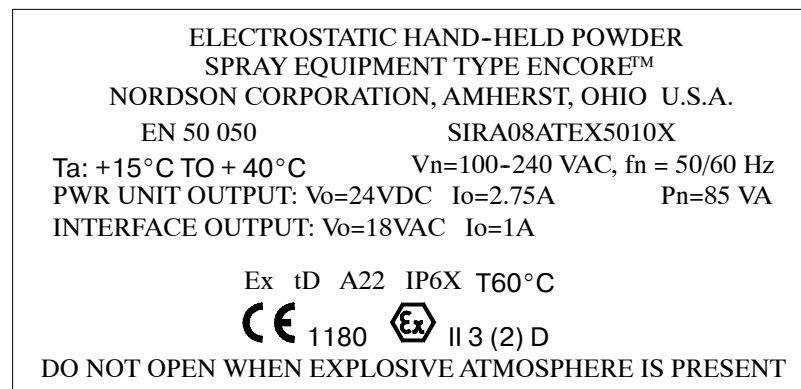 ELECTROSTATIC HAND-HELD POWDER
SPRAY EQUIPMENT TYPE ENCORE™
NORDSON CORPORATION, AMHERST, OHIO U.S.A.
EN 50 050 SIRA08ATEX5010X
Ta: +15°C TO + 40°C Vn=100-240 VAC, fn = 50/60 Hz
PWR UNIT OUTPUT: Vo=24VDC Io=2.75A Pn=85 VA
INTERFACE OUTPUT: Vo=18VAC Io=1A
Ex tD A22 IP6X T60°C
CE 1180 Ex II 3 (2) D
DO NOT OPEN WHEN EXPLOSIVE ATMOSPHERE IS PRESENT